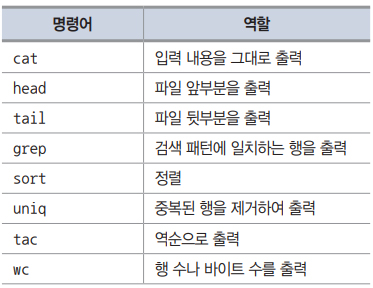 명령어 역할
cat 입력 내용을 그대로 출력
head 파일 앞부분을 출력
tail 파일 뒷부분을 출력
grep 검색 패턴에 일치하는 행을 출력
sort 정렬
uniq 중복된 행을 제거하여 출력
tac 역순으로 출력
wc 행 수나 바이트 수를 출력